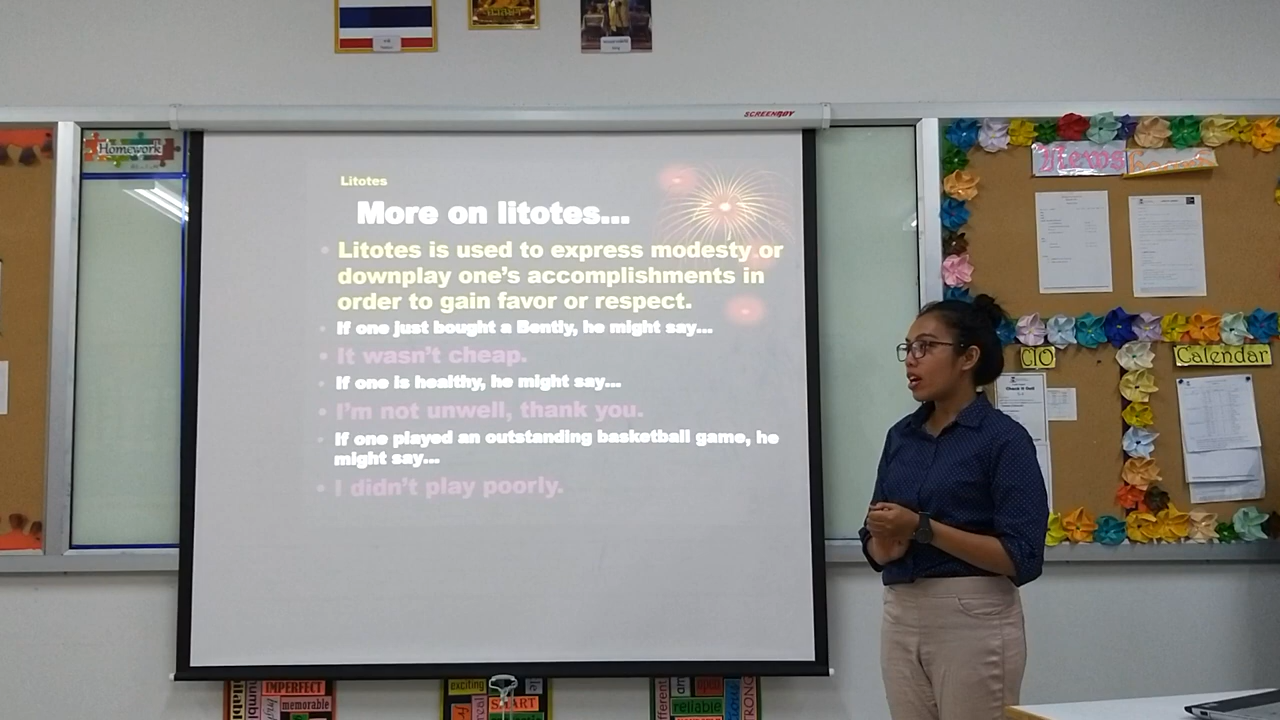 SCREENBOY
Homework
News
Litotes
More on litotes...
Litotes is used to express modesty or
downplay one's accomplishments in
order to gain favor or respect.
If one just bought a Bently, he might say...
It wasn't cheap.
If one is healthy, he might say...
I'm not unwell, thank you.
If one played an outstanding basketball game, he
might say...
I didn't play poorly.
Calendar
IMPERFECT
memorable
exciting
SMART
reliable
STRONG